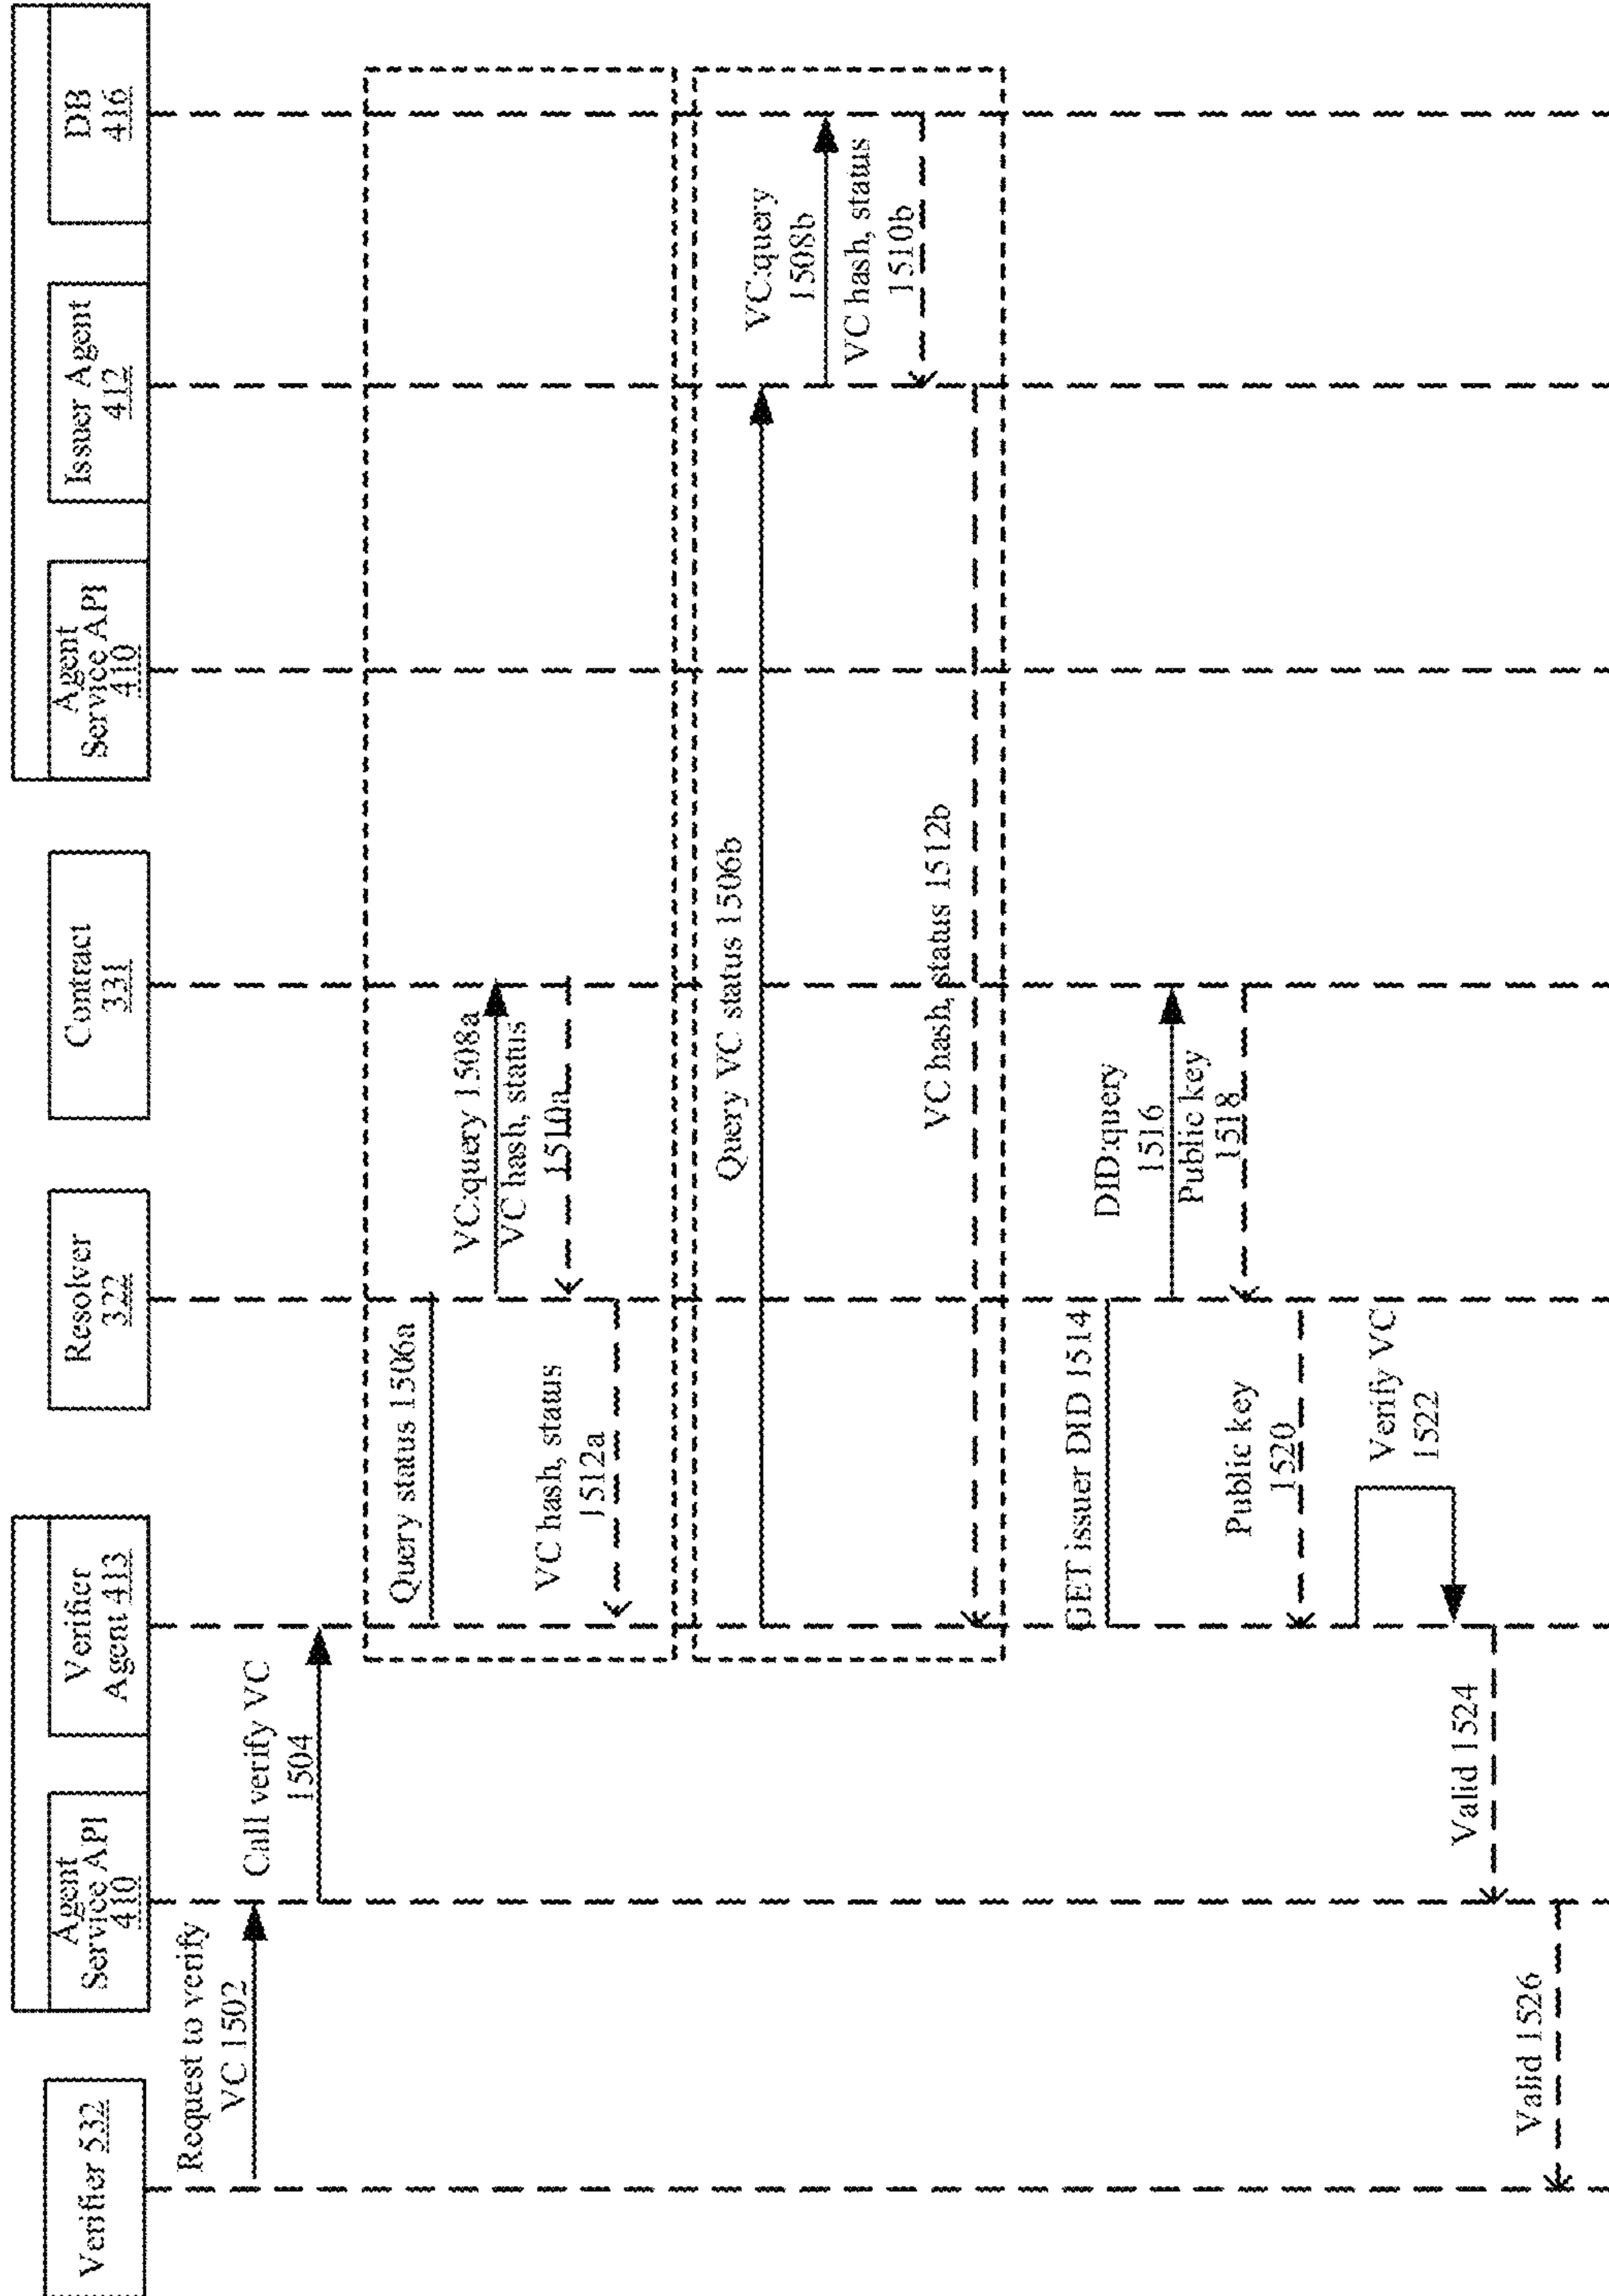 Verifier 532
Agent
Service API
410
Verifier
Agent 413
Resolver
322
Contract
331
Agent
Service API
410
Issuer Agent
412
DB
416
Request to verify
VC 1502
Call verify VC
1504
Query status 1506a
VC:query 1508a
VC hash, status
1510a
VC hash, status
1512a
Query VC status 1506b
VC:query
1508b
VC hash, status
1510b
VC hash, status 1512b
GET issuer DID 1514
DID:query
1516
Public key
1518
Public key
1520
Verify VC
1522
Valid 1524
Valid 1526